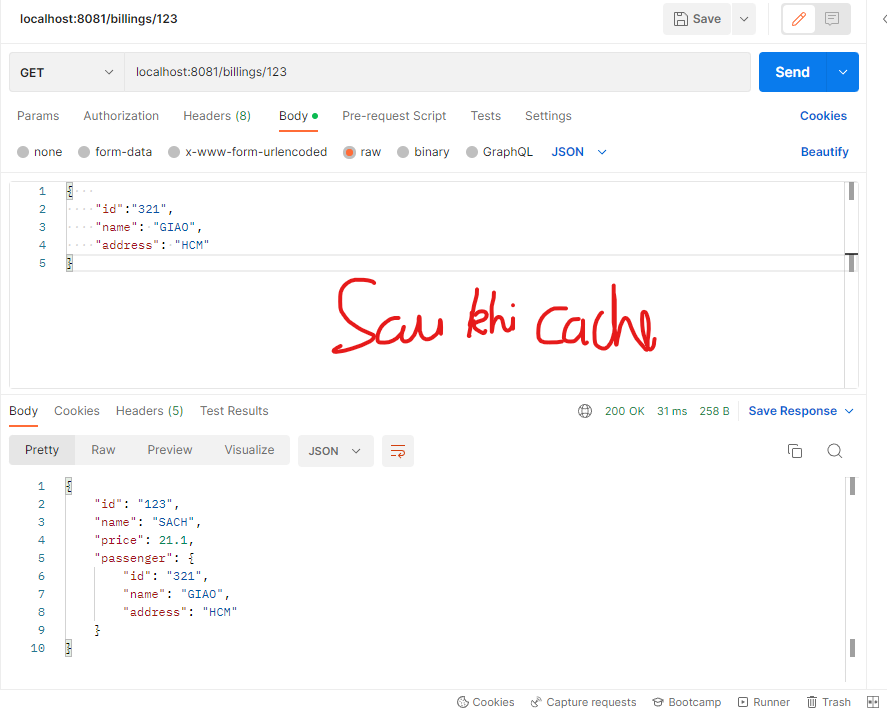 localhost:8081/billings/123
Save
GET localhost:8081/billings/123 Send
Params Authorization Headers (8) Body Pre-request Script Tests Settings Cookies
none form-data x-www-form-urlencoded raw binary GraphQL JSON Beautify
1 {
2 "id":"321",
3 "name": "GIAO",
4 "address": "HCM"
5 }
Sau khi cache
Body Cookies Headers (5) Test Results 200 OK 31 ms 258 B Save Response
Pretty Raw Preview Visualize JSON
1 {
2 "id": "123",
3 "name": "SACH",
4 "price": 21.1,
5 "passenger": {
6 "id": "321",
7 "name": "GIAO",
8 "address": "HCM"
9 }
10 }
Cookies Capture requests Bootcamp Runner Trash